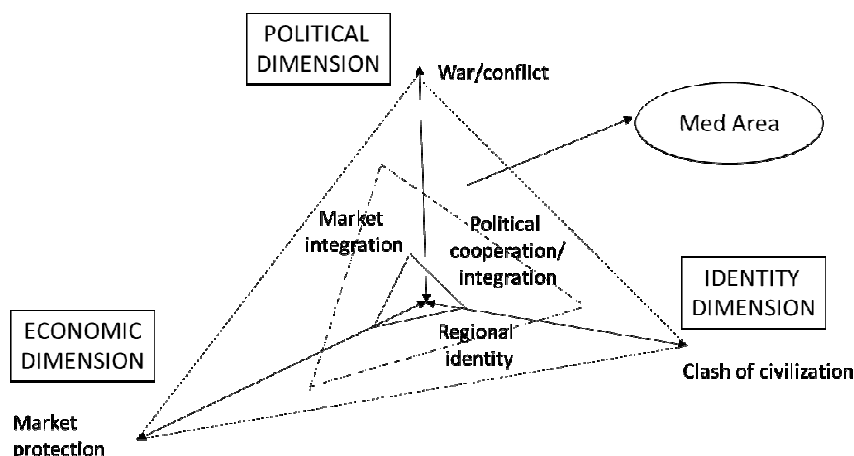 POLITICAL
DIMENSION
War/conflict
Med Area
Market
integration
Political
cooperation/
integration
IDENTITY
DIMENSION
ECONOMIC
DIMENSION
Regional
identity
Clash of civilization
Market
protection